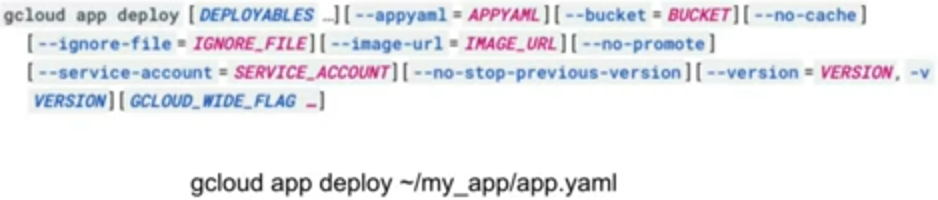 gcloud app deploy [DEPLOYABLES …][--appyaml=APPYAML][--bucket=BUCKET][--no-cache]
[--ignore-file=IGNORE_FILE][--image-url=IMAGE_URL][--no-promote]
[--service-account=SERVICE_ACCOUNT][--no-stop-previous-version][--version=VERSION, -v
VERSION][GCLOUD_WIDE_FLAG …]
gcloud app deploy ~/my_app/app.yaml